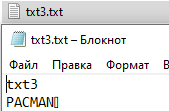 txt3.txt
txt3.txt – Блокнот
Файл Правка Формат В
txt3
PACMAN▯